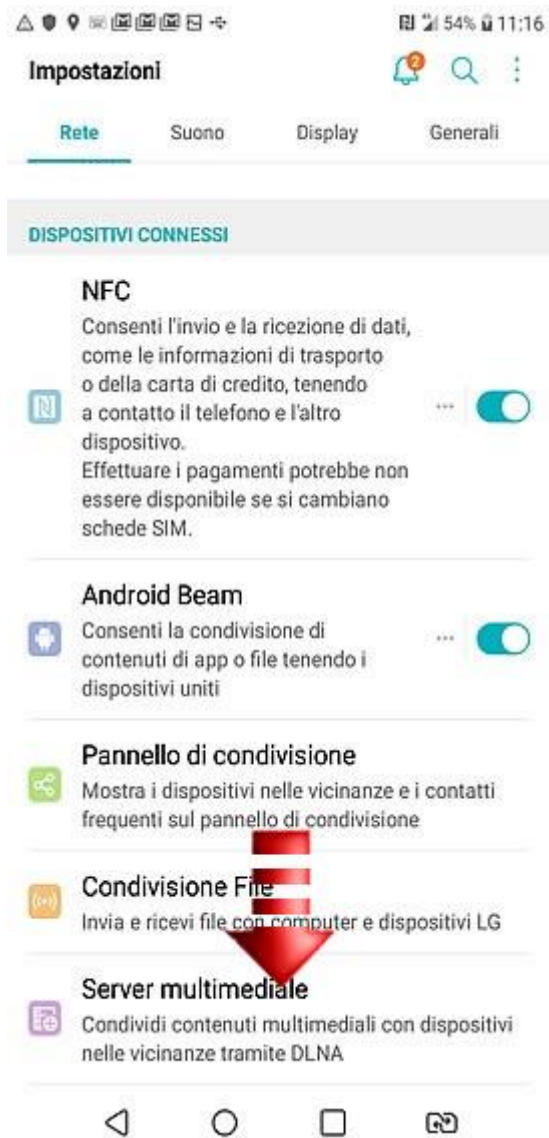 54% 11:16
Impostazioni
2
Rete Suono Display Generali
DISPOSITIVI CONNESSI
NFC
Consenti l'invio e la ricezione di dati,
come le informazioni di trasporto
o della carta di credito, tenendo
a contatto il telefono e l'altro
dispositivo.
Effettuare i pagamenti potrebbe non
essere disponibile se si cambiano
schede SIM.
Android Beam
Consenti la condivisione di
contenuti di app o file tenendo i
dispositivi uniti
Pannello di condivisione
Mostra i dispositivi nelle vicinanze e i contatti
frequenti sul pannello di condivisione
Condivisione File
Invia e ricevi file con computer e dispositivi LG
Server multimediale
Condividi contenuti multimediali con dispositivi
nelle vicinanze tramite DLNA